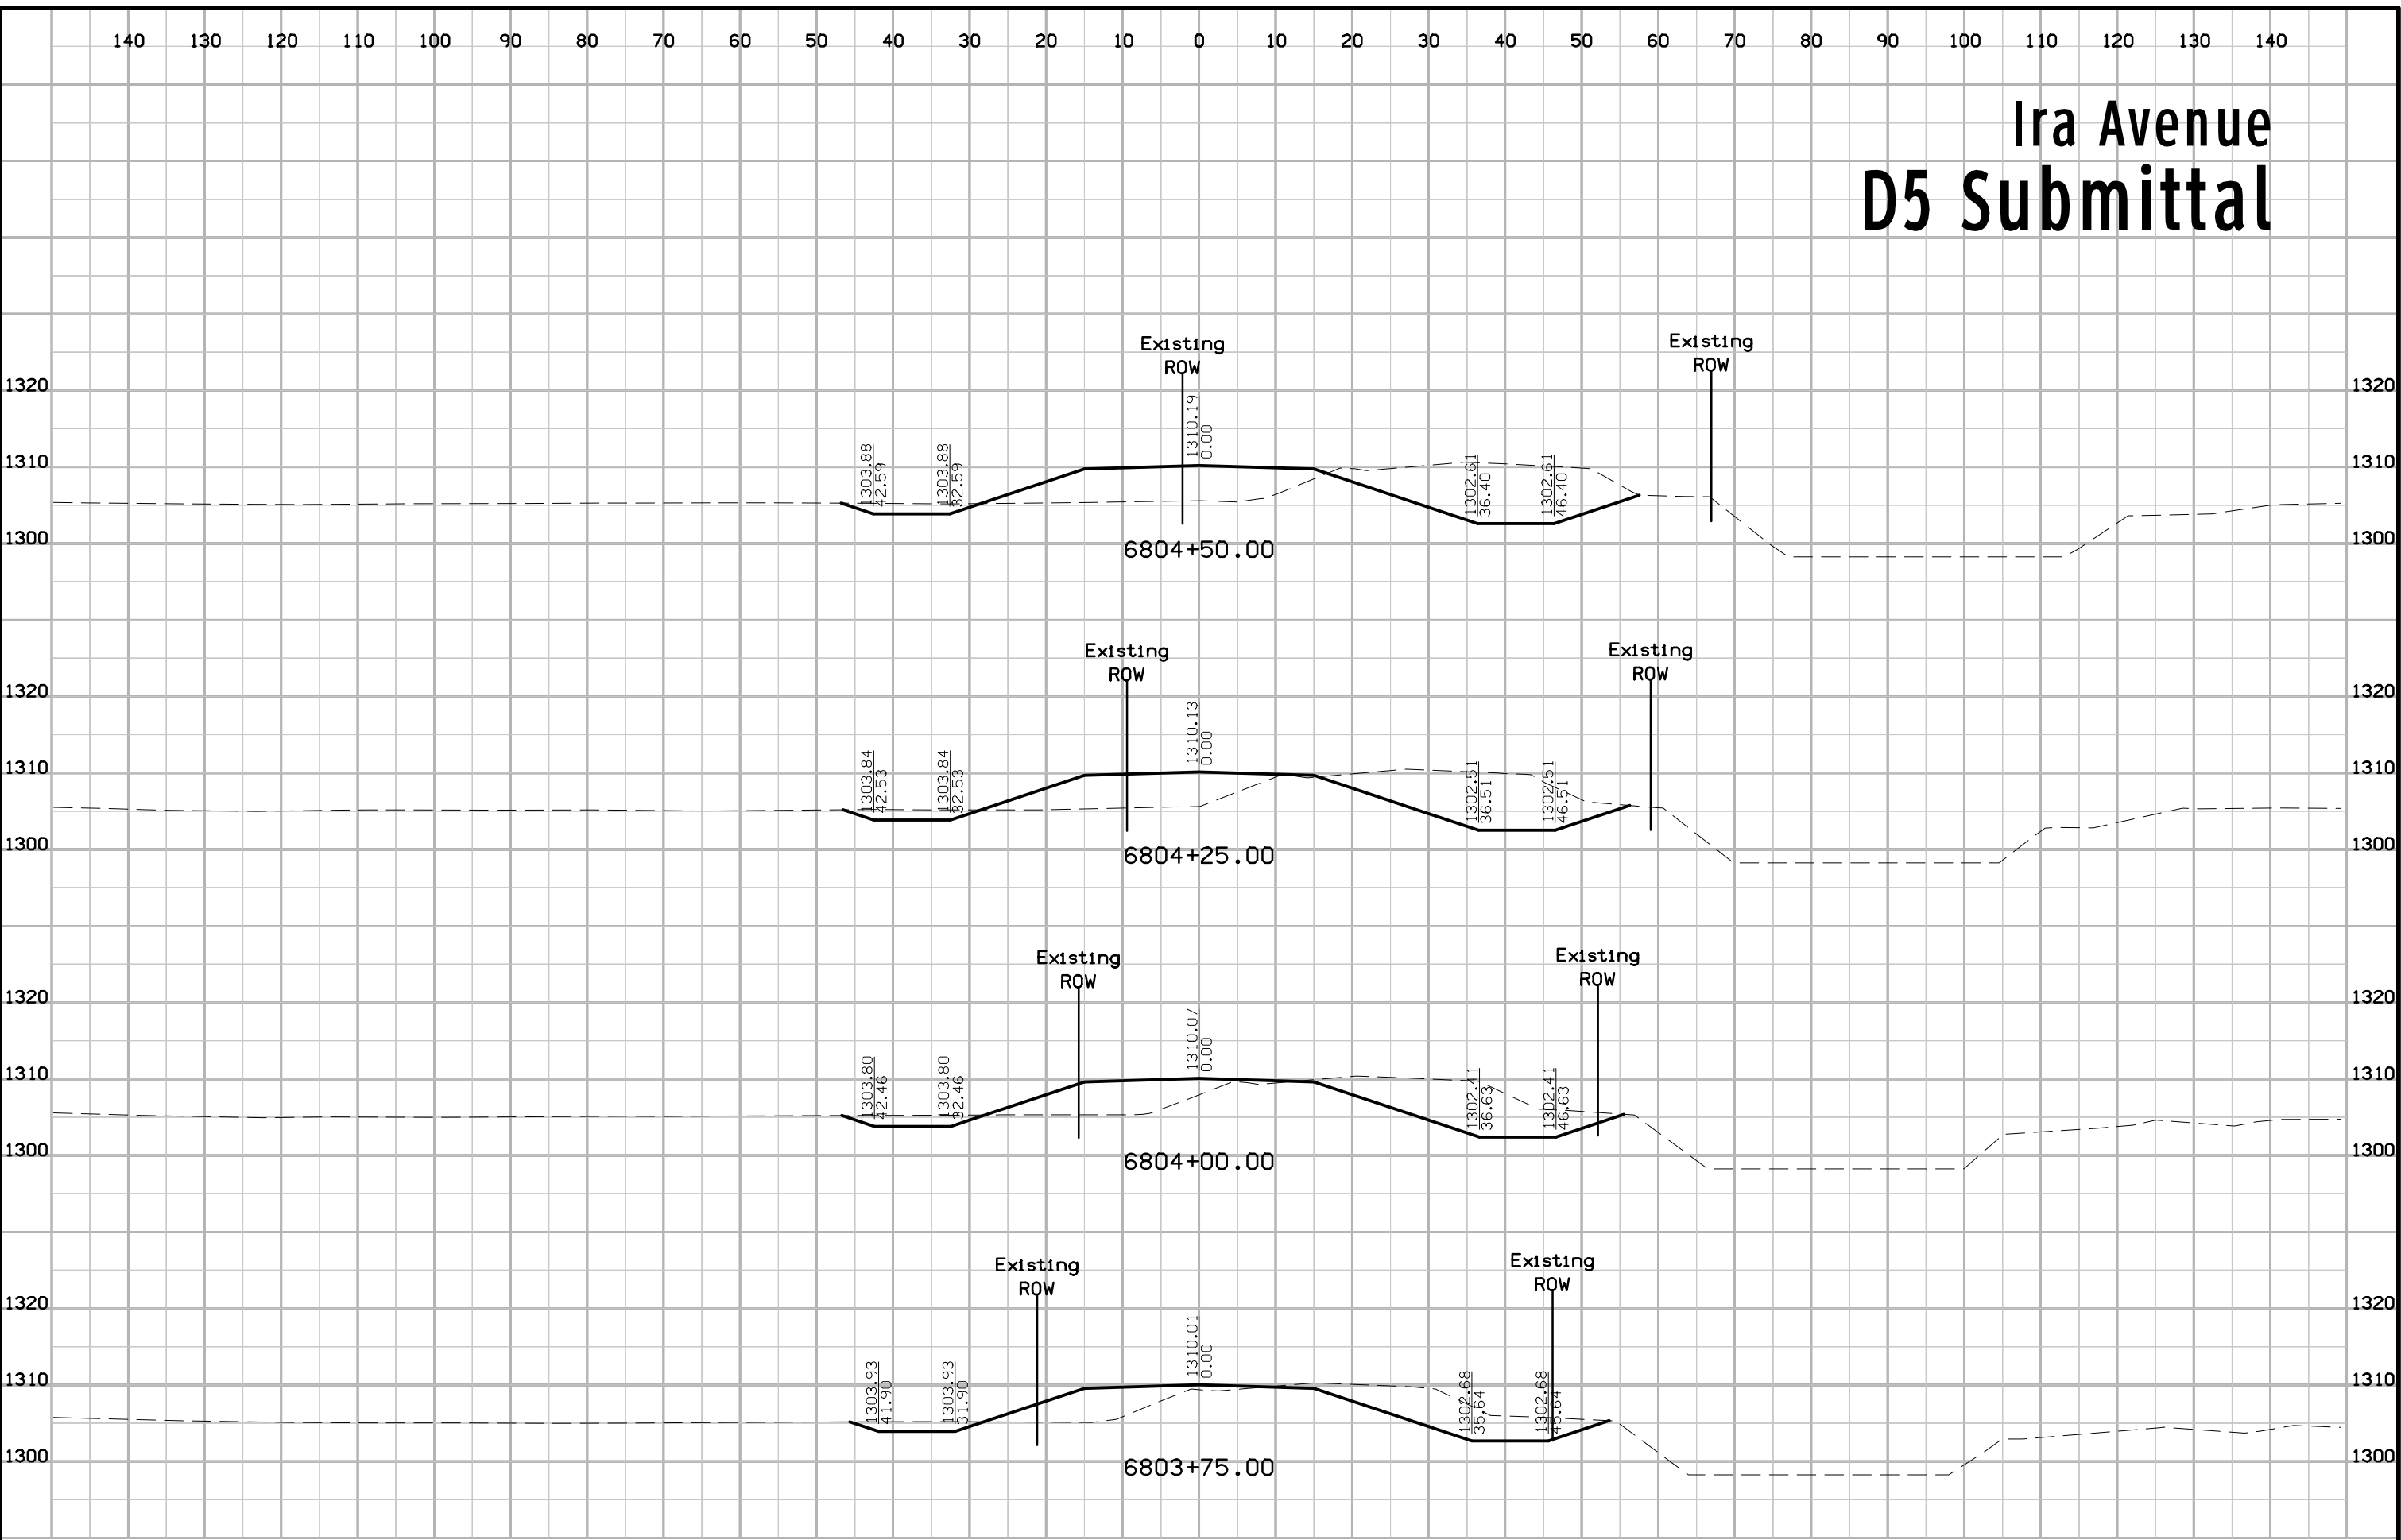 140 130 120 110 100 90 80 70 60 50 40 30 20 10 0 10 20 30 40 50 60 70 80 90 100 110 120 130 140
Ira Avenue
D5 Submittal
Existing
ROW
Existing
ROW
1320 1320
1310 1310
1300 1300
1303.88
42.59
1303.88
32.59
1310.19
0.00
1302.61
36.40
1302.61
46.40
6804+50.00
Existing
ROW
Existing
ROW
1320 1320
1310 1310
1300 1300
1303.84
42.53
1303.84
32.53
1310.13
0.00
1302.51
36.51
1302.51
46.51
6804+25.00
Existing
ROW
Existing
ROW
1320 1320
1310 1310
1300 1300
1303.80
42.46
1303.80
32.46
1310.07
0.00
1302.41
36.63
1302.41
46.63
6804+00.00
Existing
ROW
Existing
ROW
1320 1320
1310 1310
1300 1300
1303.93
41.90
1303.93
31.90
1310.01
0.00
1302.68
35.64
1302.68
45.64
6803+75.00